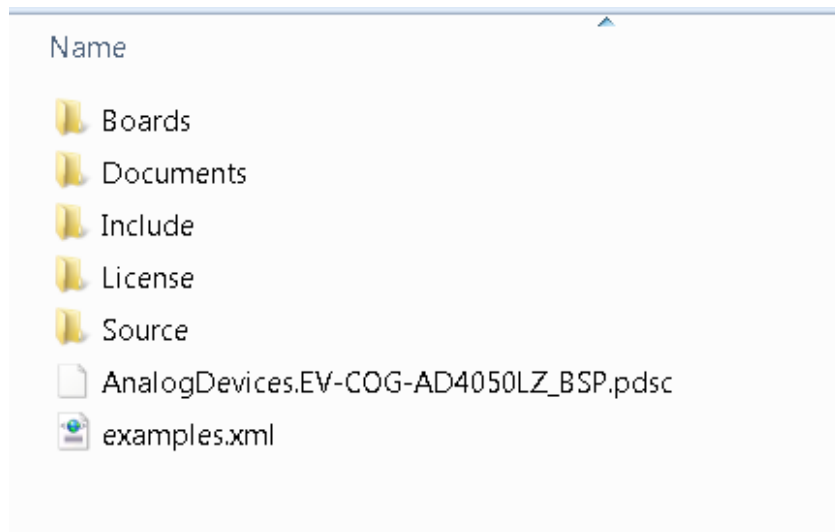 Name
Boards
Documents
Include
License
Source
AnalogDevices.EV-COG-AD4050LZ_BSP.pdsc
examples.xml